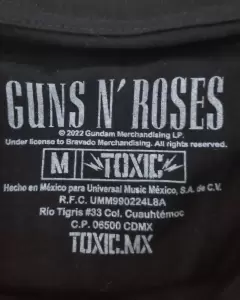 GUNS N' ROSES
© 2022 Gundam Merchandising LP.
Under license to Bravado Merchandising. All rights reserved.
M TOXIC
Hecho en México para Universal Music México, S.A. de C.V.
R.F.C. UMM990224L8A
Río Tigris #33 Col. Cuauhtémoc
C.P. 06500 CDMX
TOXIC.MX